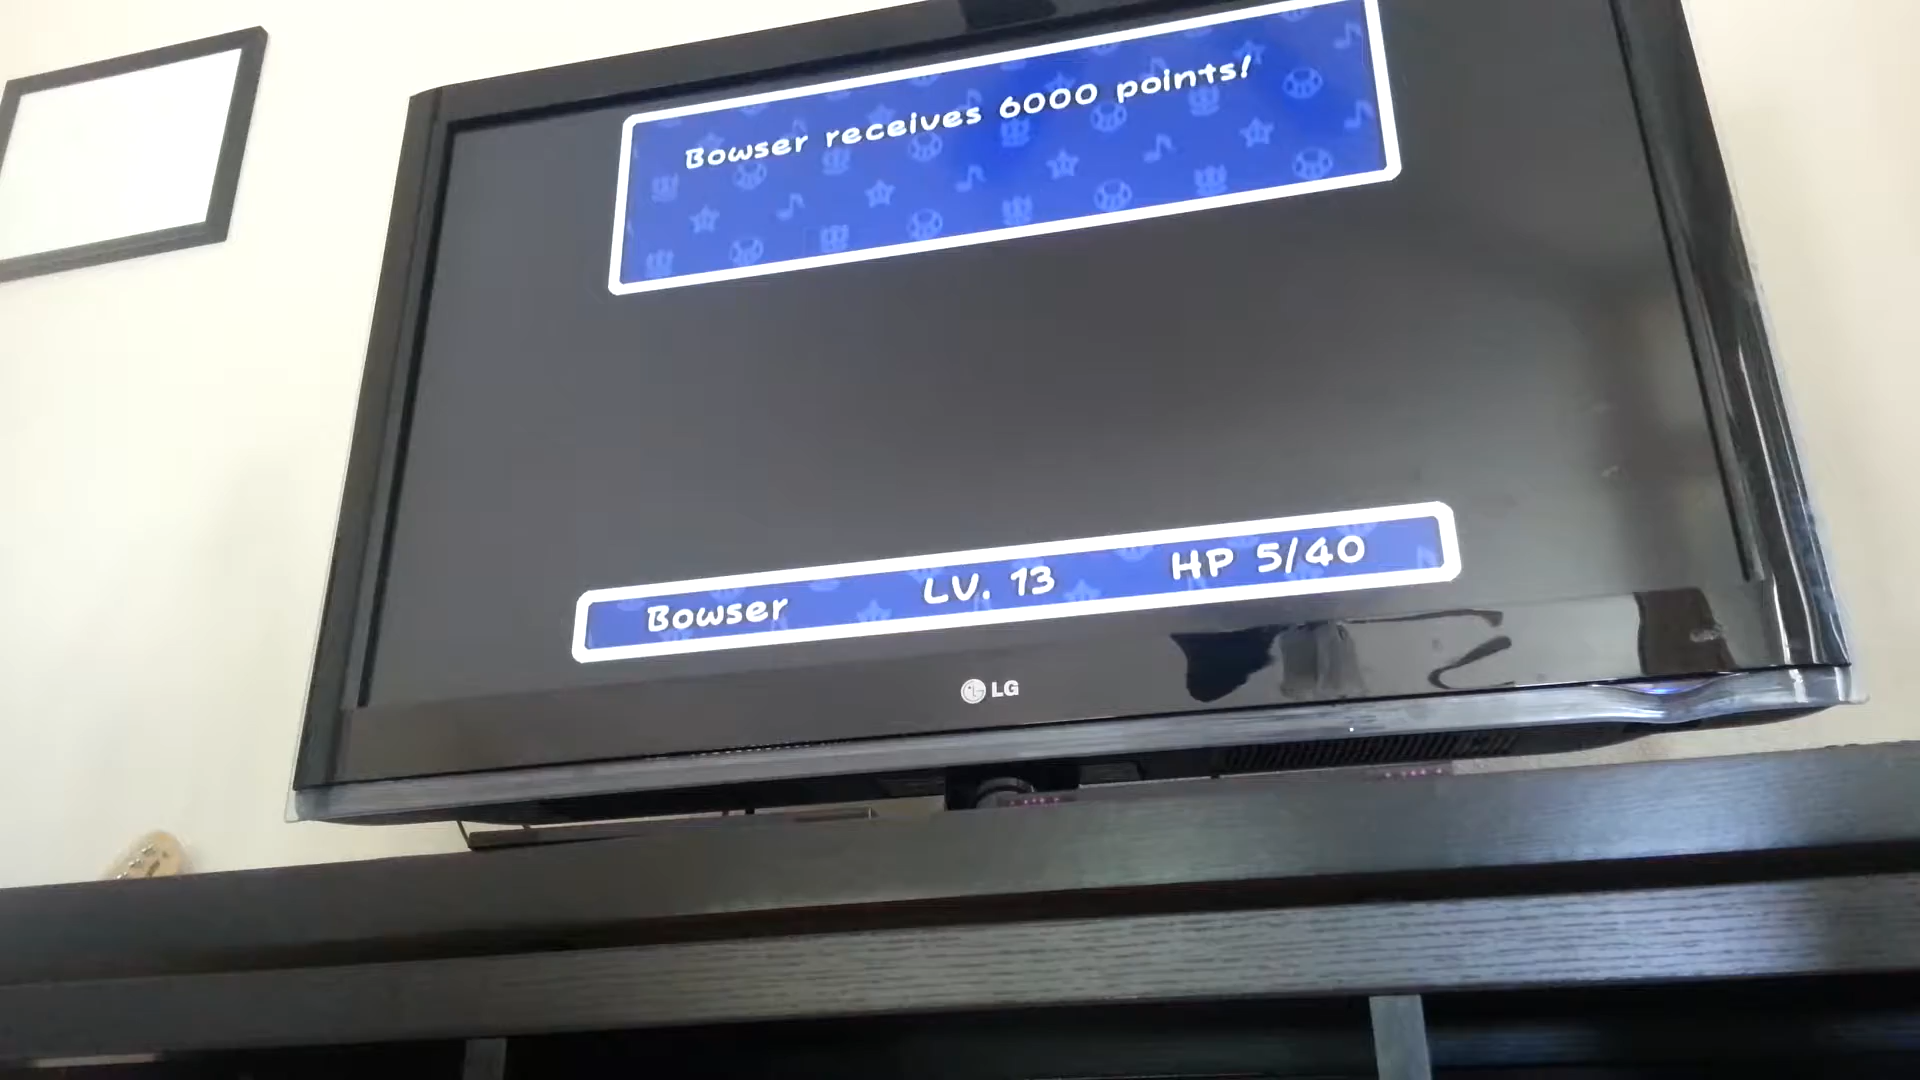 Bowser receives 6000 points!
Bowser LV. 13 HP 5/40
LG